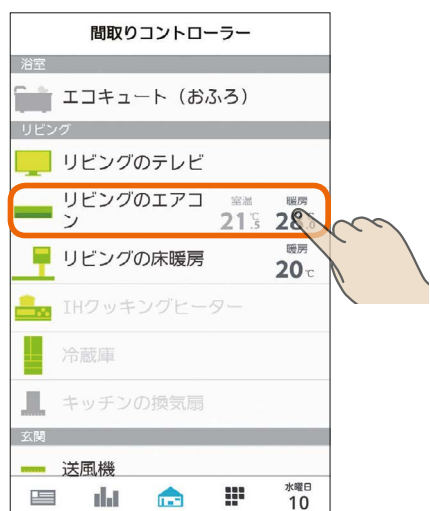 間取りコントローラー
浴室
エコキュート（おふろ）
リビング
リビングのテレビ
リビングのエアコ
ン
室温
21.5℃
暖房
28.0
リビングの床暖房
暖房
20℃
IHクッキングヒーター
冷蔵庫
キッチンの換気扇
玄関
送風機
水曜日
10